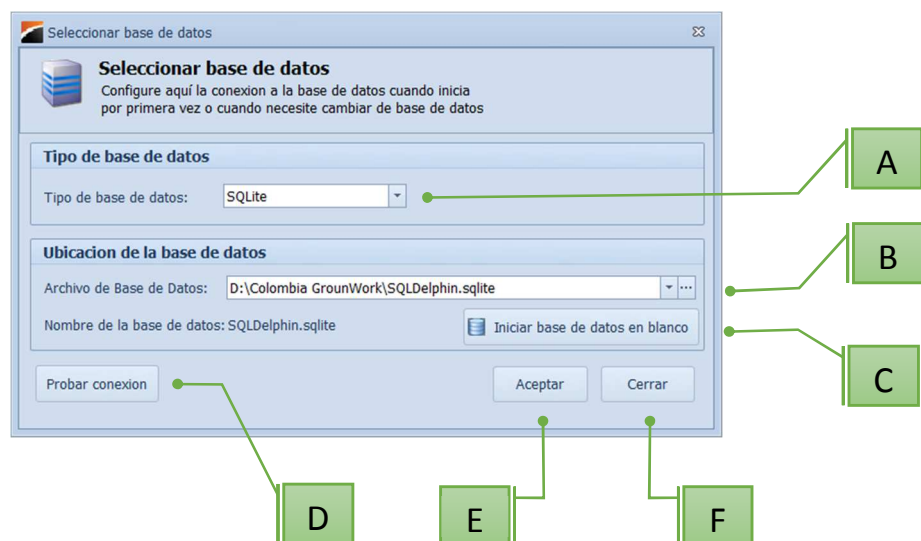 Seleccionar base de datos
Seleccionar base de datos
Configure aquí la conexion a la base de datos cuando inicia
por primera vez o cuando necesite cambiar de base de datos
Tipo de base de datos
Tipo de base de datos: SQLite
A
Ubicacion de la base de datos
B
Archivo de Base de Datos: D:\Colombia GrounWork\SQLDelphin.sqlite
Nombre de la base de datos: SQLDelphin.sqlite Iniciar base de datos en blanco
C
Probar conexion Aceptar Cerrar
D E F